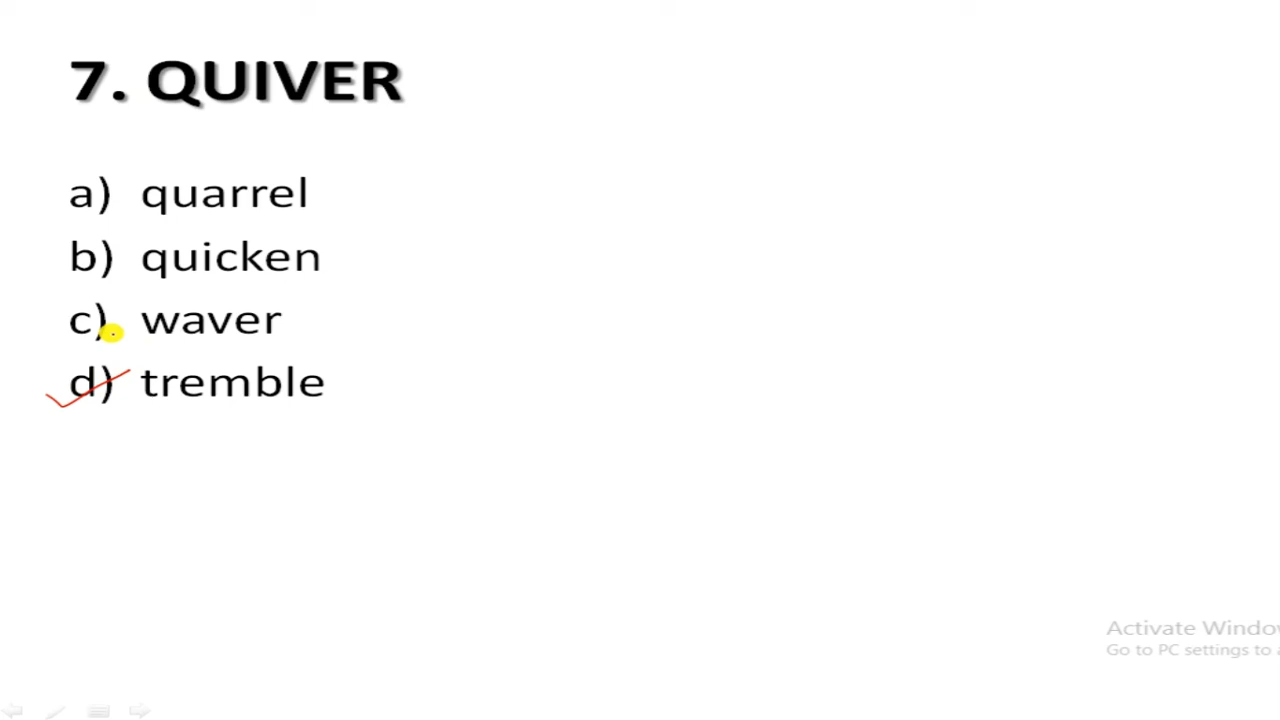 7. QUIVER
a) quarrel
b) quicken
c) waver
d) tremble
Activate Windo
Go to PC settings to a